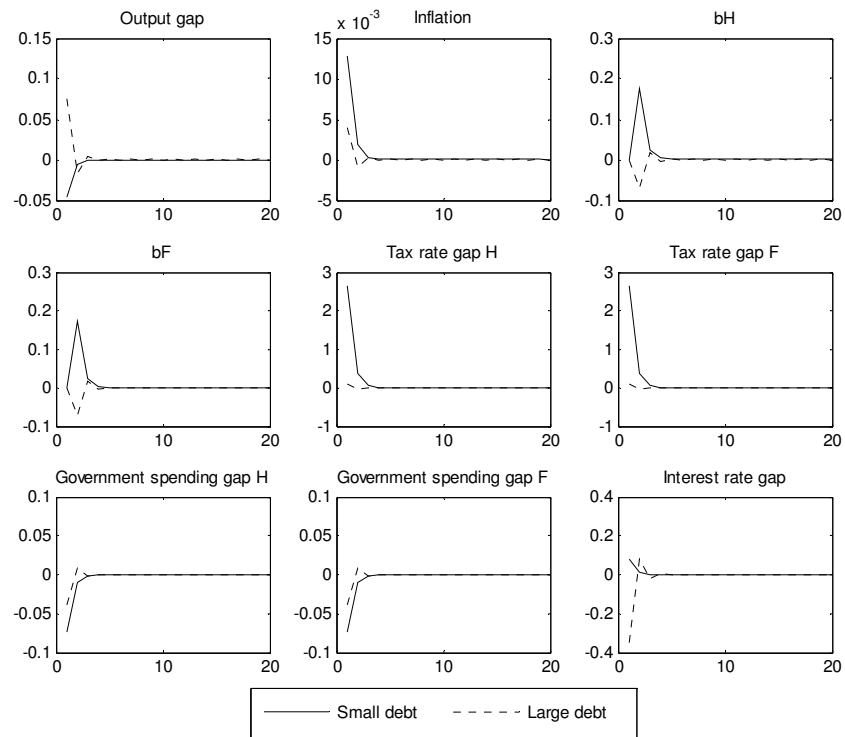 Output gap
Inflation
bH
x 10^-3
0.15
0.1
0.05
0
-0.05
0 10 20
15
10
5
0
-5
0 10 20
0.3
0.2
0.1
0
-0.1
0 10 20
bF
Tax rate gap H
Tax rate gap F
0.3
0.2
0.1
0
-0.1
0 10 20
3
2
1
0
-1
0 10 20
3
2
1
0
-1
0 10 20
Government spending gap H
Government spending gap F
Interest rate gap
0.1
0.05
0
-0.05
-0.1
0 10 20
0.1
0.05
0
-0.05
-0.1
0 10 20
0.4
0.2
0
-0.2
-0.4
0 10 20
Small debt
Large debt